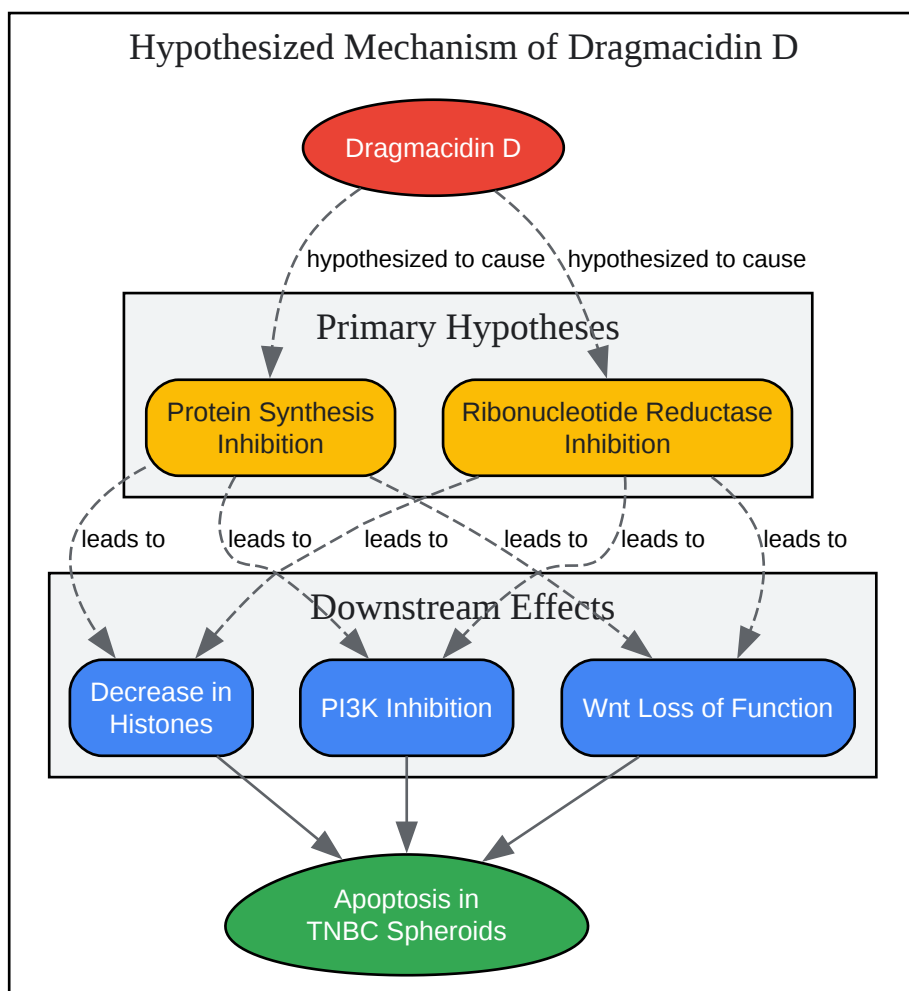 Hypothesized Mechanism of Dragmacidin D
Dragmacidin D
hypothesized to cause
hypothesized to cause
Primary Hypotheses
Protein Synthesis
Inhibition
Ribonucleotide Reductase
Inhibition
leads to
leads to
leads to
leads to
leads to
leads to
Downstream Effects
Decrease in
Histones
PI3K Inhibition
Wnt Loss of Function
Apoptosis in
TNBC Spheroids